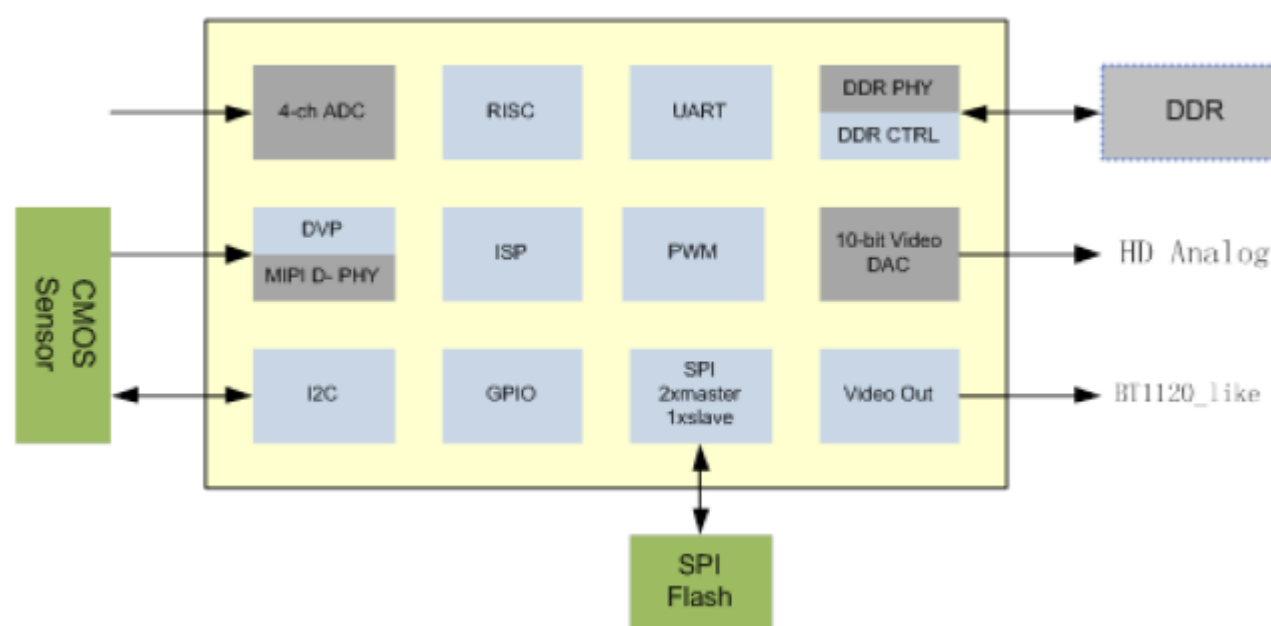 4-ch ADC
RISC
UART
DDR PHY
DDR CTRL
DDR
CMOS
Sensor
DVP
MIPI D- PHY
ISP
PWM
10-bit Video
DAC
HD Analog
I2C
GPIO
SPI
2xmaster
1xslave
Video Out
BT1120_like
SPI
Flash